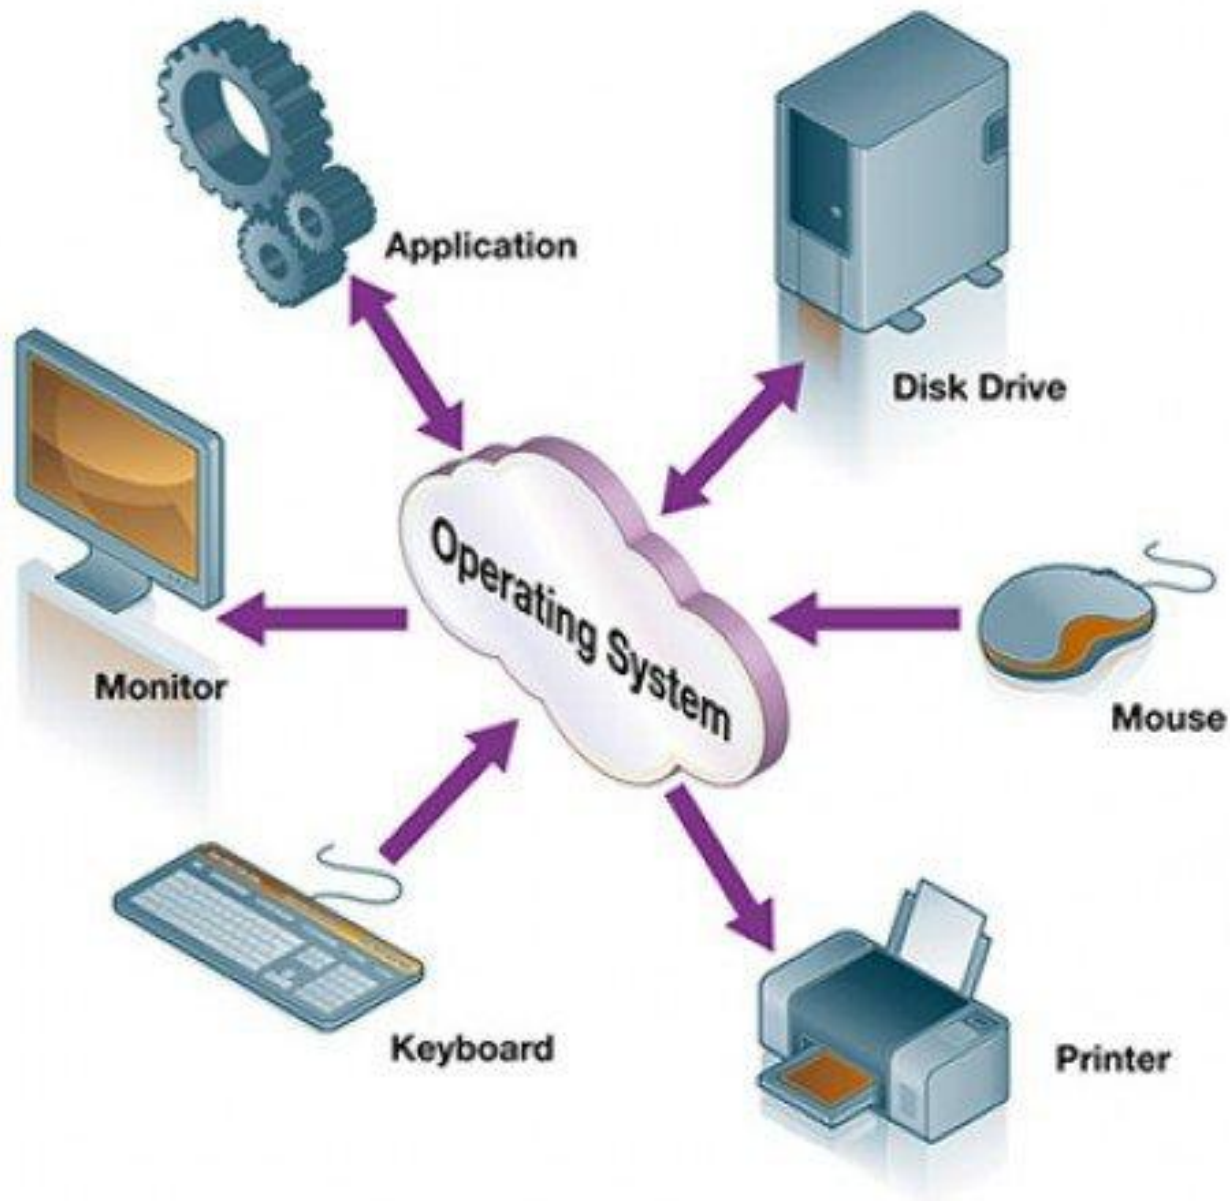 Application
Disk Drive
Operating System
Monitor
Mouse
Keyboard
Printer